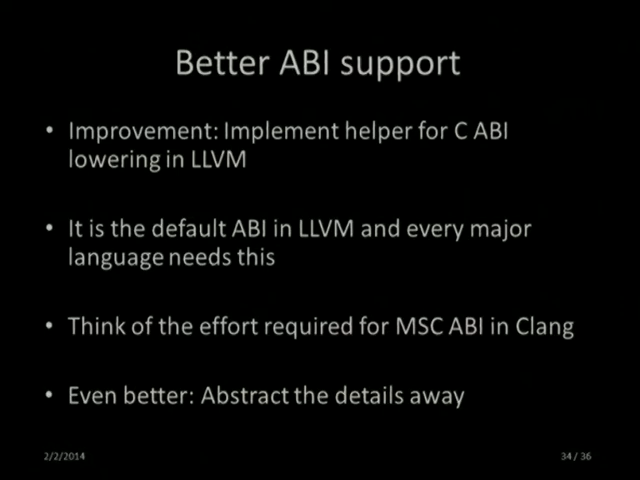 Better ABI support
• Improvement: Implement helper for C ABI
lowering in LLVM
• It is the default ABI in LLVM and every major
language needs this
• Think of the effort required for MSC ABI in Clang
• Even better: Abstract the details away
2/2/2014
34 / 36